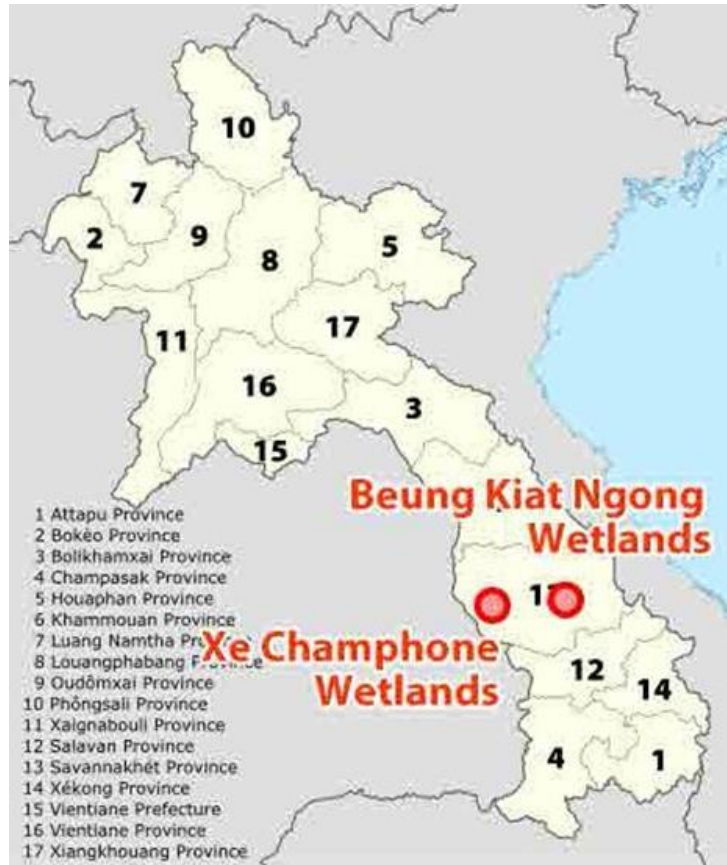 10
7
2
9
8
5
11
17
16
3
15
Beung Kiat Ngong
Wetlands
Xe Champhone
Wetlands
12
14
4
1
1 Attapu Province
2 Bokèo Province
3 Bolikhamxai Province
4 Champasak Province
5 Houaphan Province
6 Khammouan Province
7 Luang Namtha Province
8 Louangphabang Province
9 Oudômxai Province
10 Phôngsali Province
11 Xaignabouli Province
12 Salavan Province
13 Savannakhét Province
14 Xékong Province
15 Vientiane Prefecture
16 Vientiane Province
17 Xiangkhouang Province